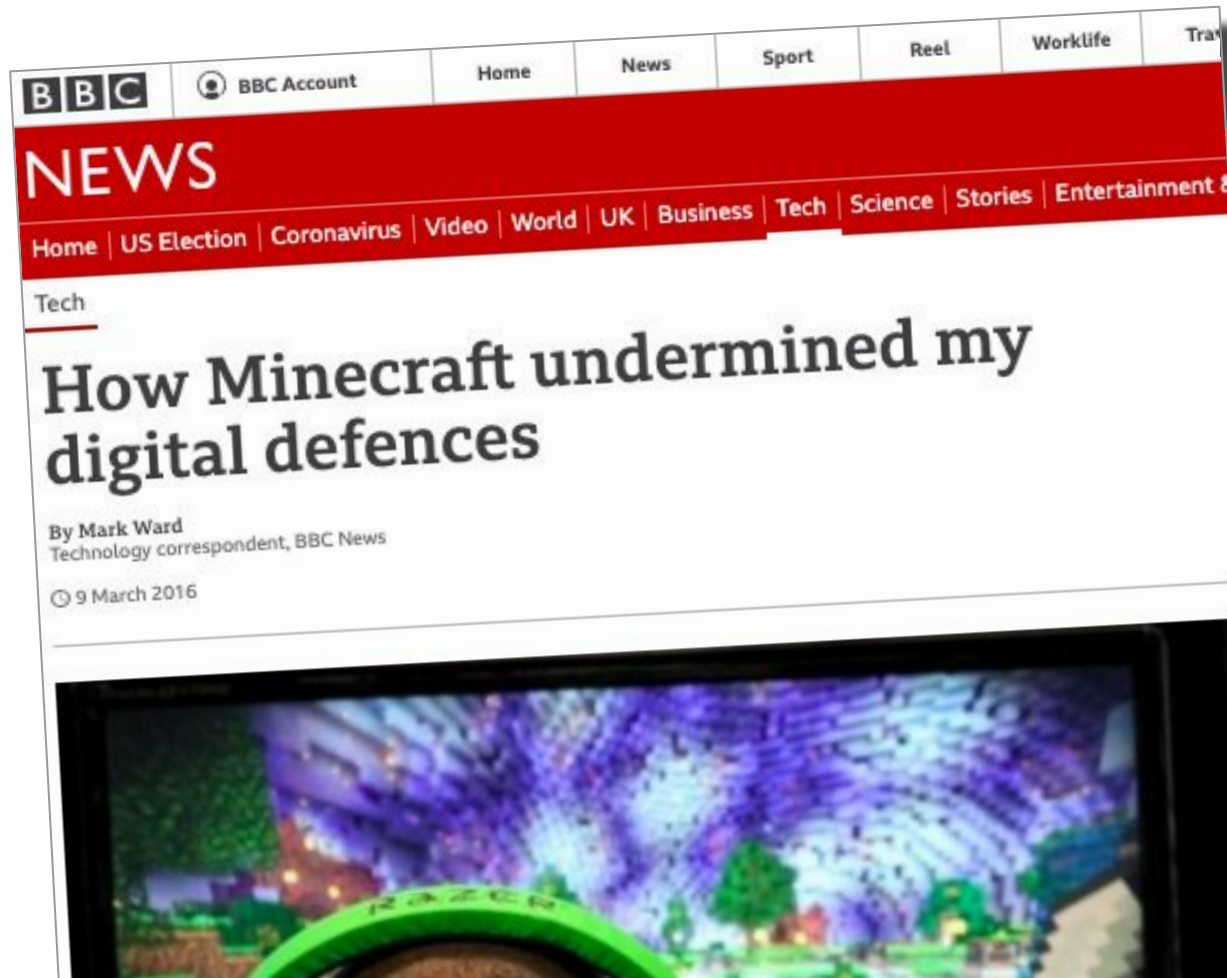 BBC BBC Account Home News Sport Reel Worklife
NEWS
Home US Election Coronavirus Video World UK Business Tech Science Stories Entertainment &
Tech
How Minecraft undermined my
digital defences
By Mark Ward
Technology correspondent, BBC News
9 March 2016
RAZER